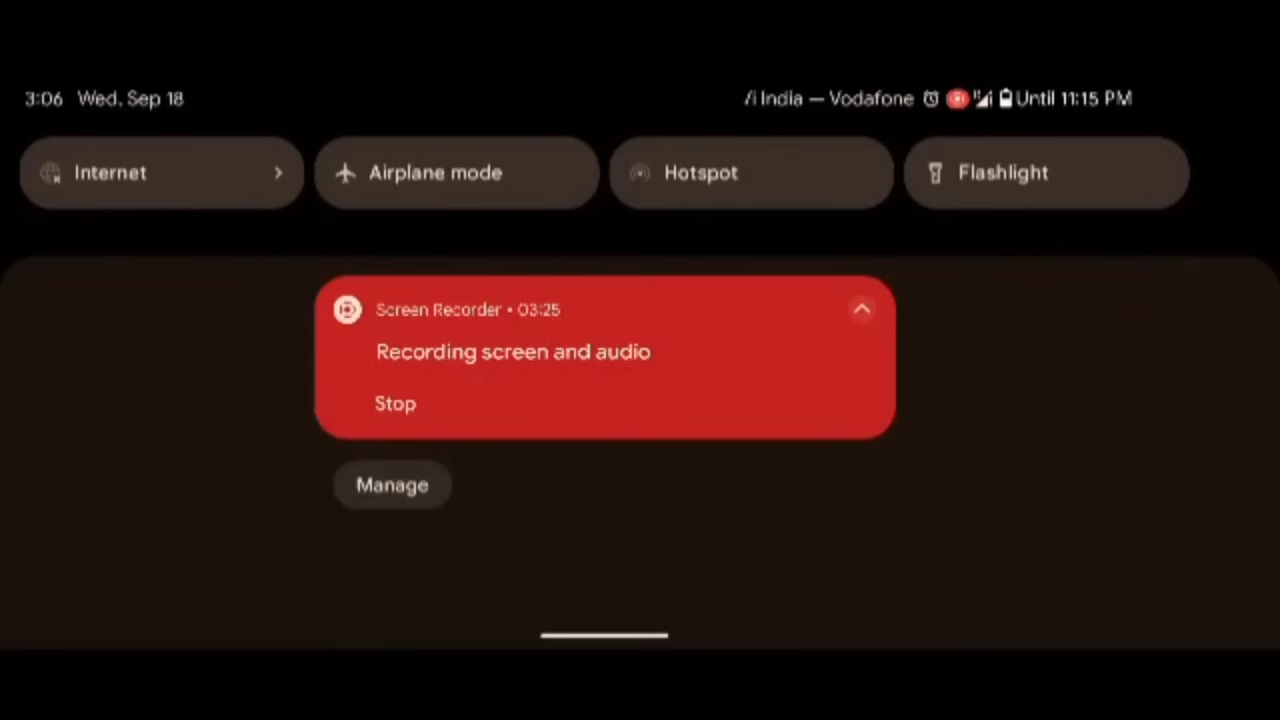 3:06 Wed, Sep 18
Vi India — Vodafone Until 11:15 PM
Internet Airplane mode Hotspot Flashlight
Screen Recorder • 03:25
Recording screen and audio
Stop
Manage